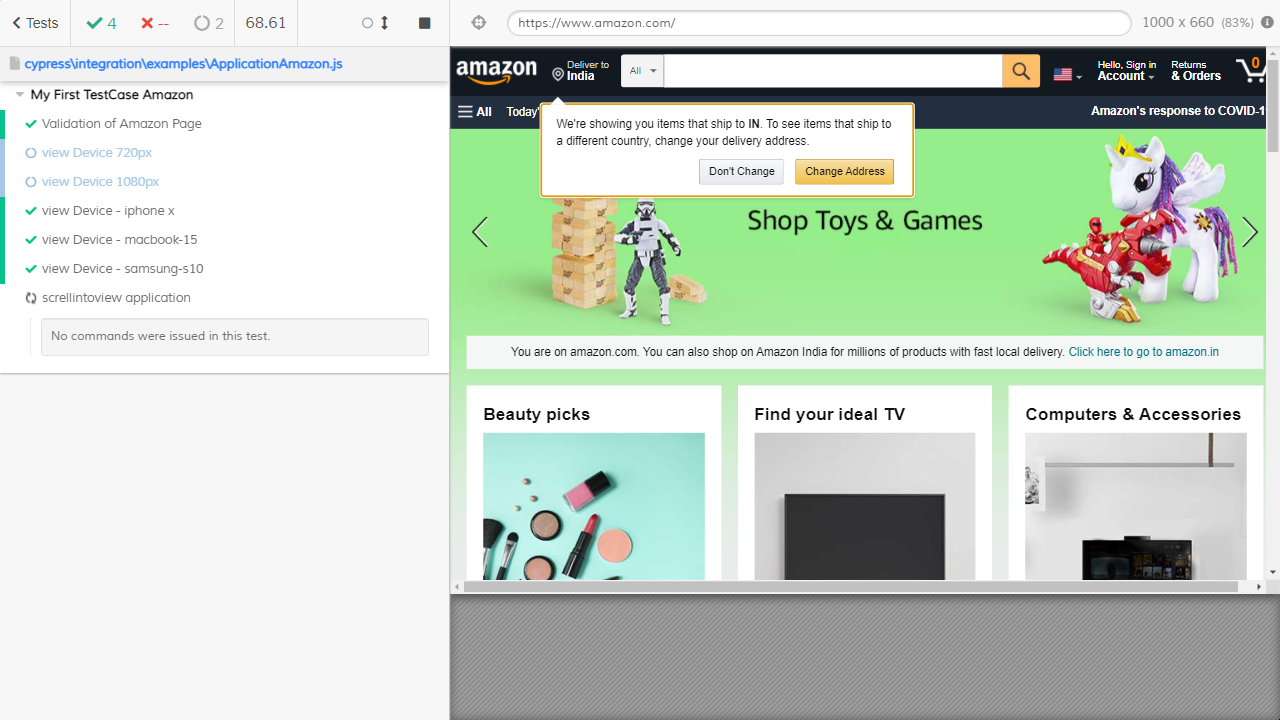 Tests
4
--
2
68.61
https://www.amazon.com/
1000 x 660 (83%)
cypress\integration\examples\ApplicationAmazon.js
My First TestCase Amazon
Validation of Amazon Page
view Device 720px
view Device 1080px
view Device - iphone x
view Device - macbook-15
view Device - samsung-s10
screllintoview application
No commands were issued in this test.
amazon
Deliver to
India
All
Hello, Sign in
Account
Returns
& Orders
0
All
Today'
Amazon's response to COVID-1
We're showing you items that ship to IN. To see items that ship to
a different country, change your delivery address.
Don't Change
Change Address
Shop Toys & Games
You are on amazon.com. You can also shop on Amazon India for millions of products with fast local delivery. Click here to go to amazon.in
Beauty picks
Find your ideal TV
Computers & Accessories